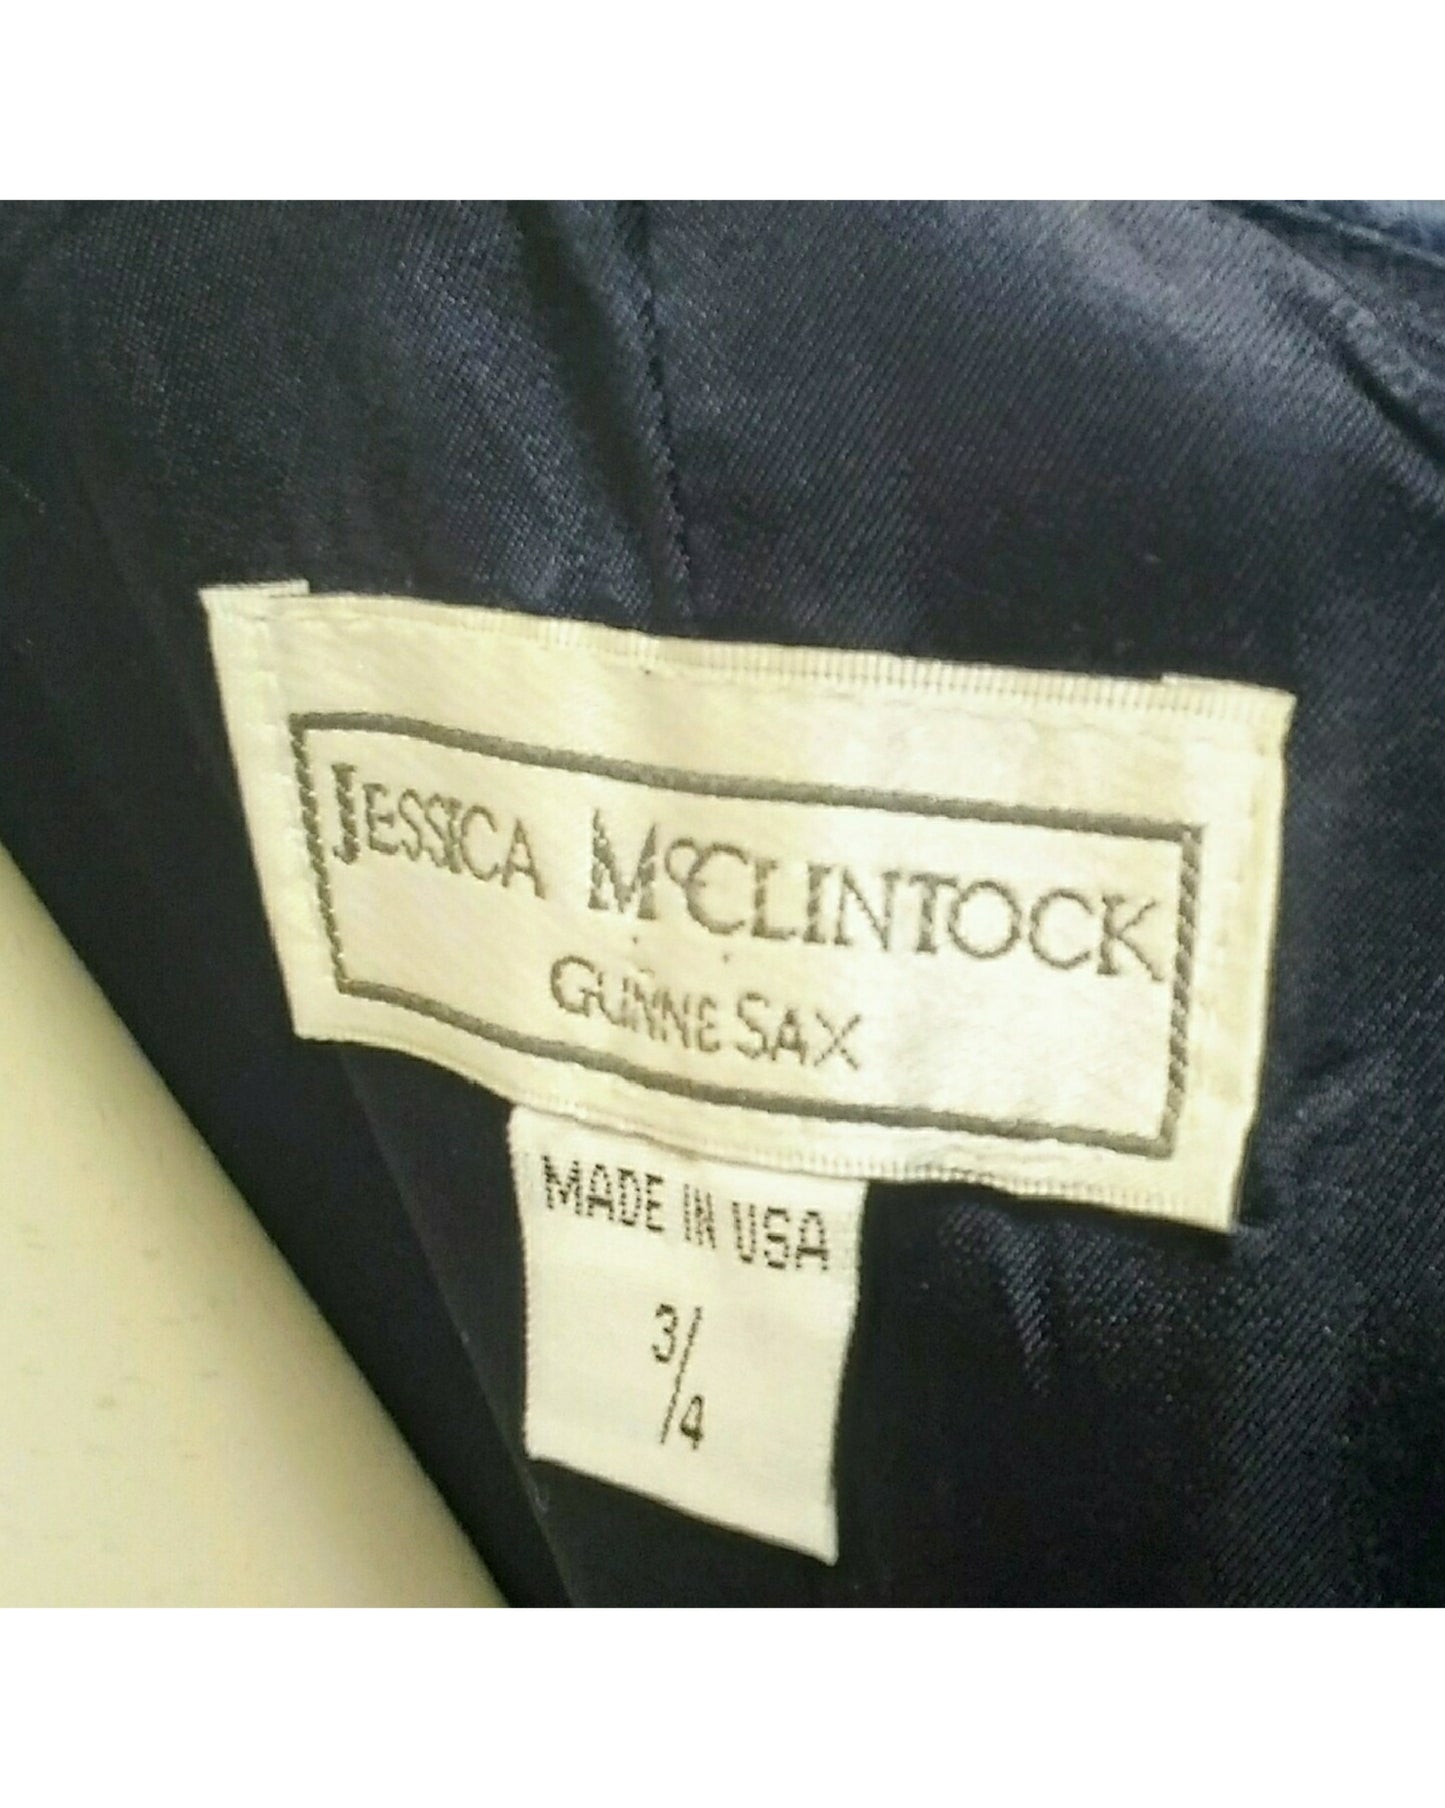 JESSICA McCLINTOCK
GUNNE SAX
MADE IN USA
3/4